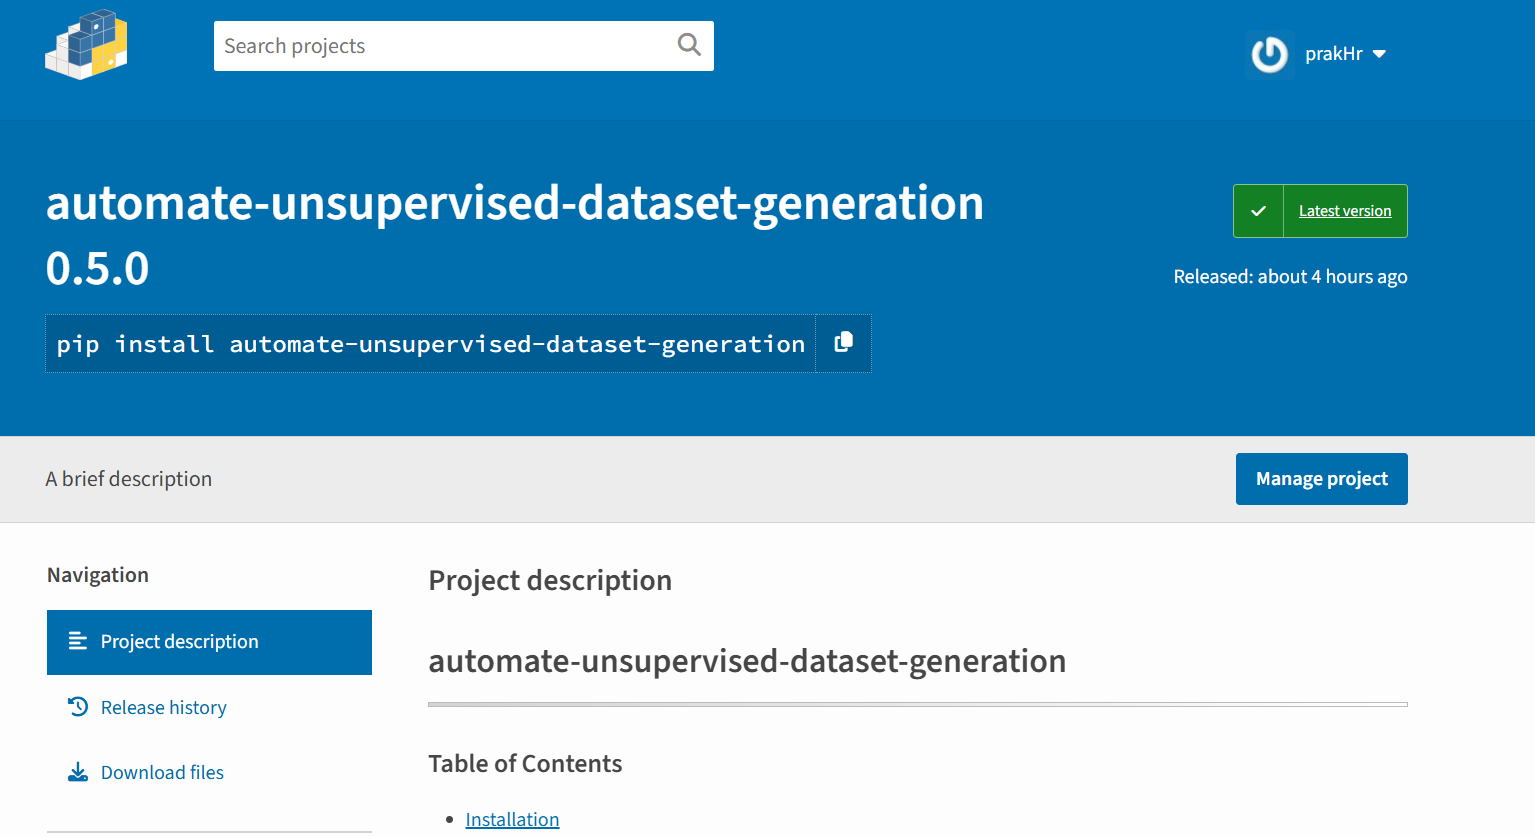 Search projects
prakHr
automate-unsupervised-dataset-generation
0.5.0
Latest version
Released: about 4 hours ago
pip install automate-unsupervised-dataset-generation
A brief description
Manage project
Navigation
Project description
Release history
Download files
Project description
automate-unsupervised-dataset-generation
Table of Contents
Installation